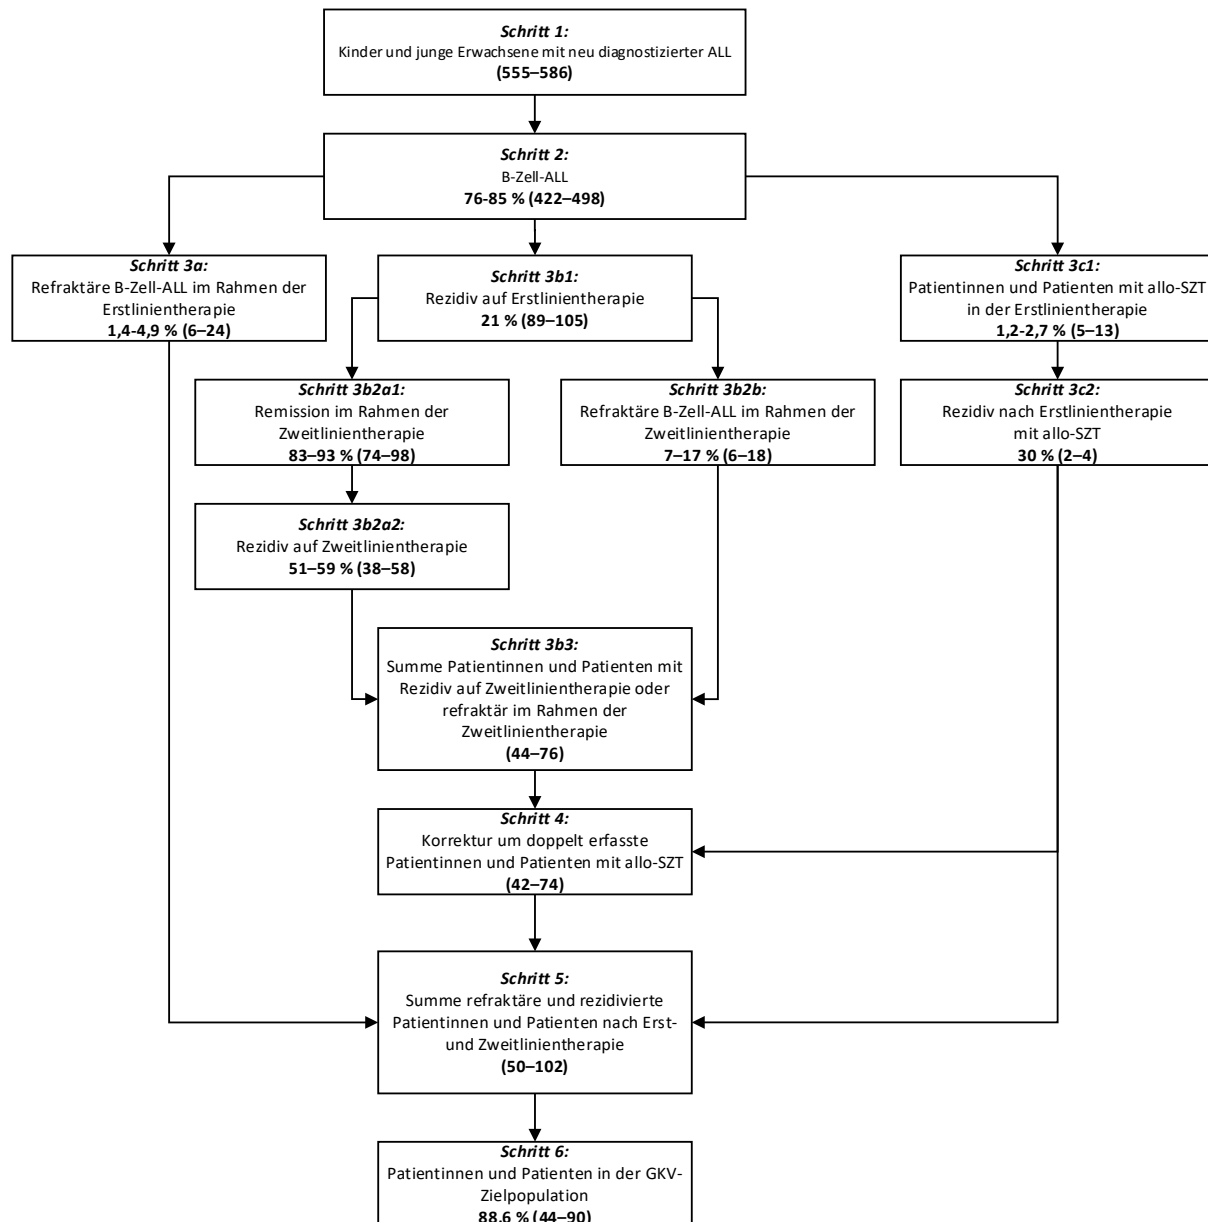 Schritt 1:
Kinder und junge Erwachsene mit neu diagnostizierter ALL
(555–586)
Schritt 2:
B-Zell-ALL
76-85 % (422–498)
Schritt 3a:
Refraktäre B-Zell-ALL im Rahmen der
Erstlinientherapie
1,4-4,9 % (6–24)
Schritt 3b1:
Rezidiv auf Erstlinientherapie
21 % (89–105)
Schritt 3c1:
Patientinnen und Patienten mit allo-SZT
in der Erstlinientherapie
1,2-2,7 % (5–13)
Schritt 3b2a1:
Remission im Rahmen der
Zweitlinientherapie
83–93 % (74–98)
Schritt 3b2b:
Refraktäre B-Zell-ALL im Rahmen der
Zweitlinientherapie
7–17 % (6–18)
Schritt 3c2:
Rezidiv nach Erstlinientherapie
mit allo-SZT
30 % (2–4)
Schritt 3b2a2:
Rezidiv auf Zweitlinientherapie
51–59 % (38–58)
Schritt 3b3:
Summe Patientinnen und Patienten mit
Rezidiv auf Zweitlinientherapie oder
refraktär im Rahmen der
Zweitlinientherapie
(44–76)
Schritt 4:
Korrektur um doppelt erfasste
Patientinnen und Patienten mit allo-SZT
(42–74)
Schritt 5:
Summe refraktäre und rezidivierte
Patientinnen und Patienten nach Erst-
und Zweitlinientherapie
(50–102)
Schritt 6:
Patientinnen und Patienten in der GKV-
Zielpopulation
88,6 % (44–90)